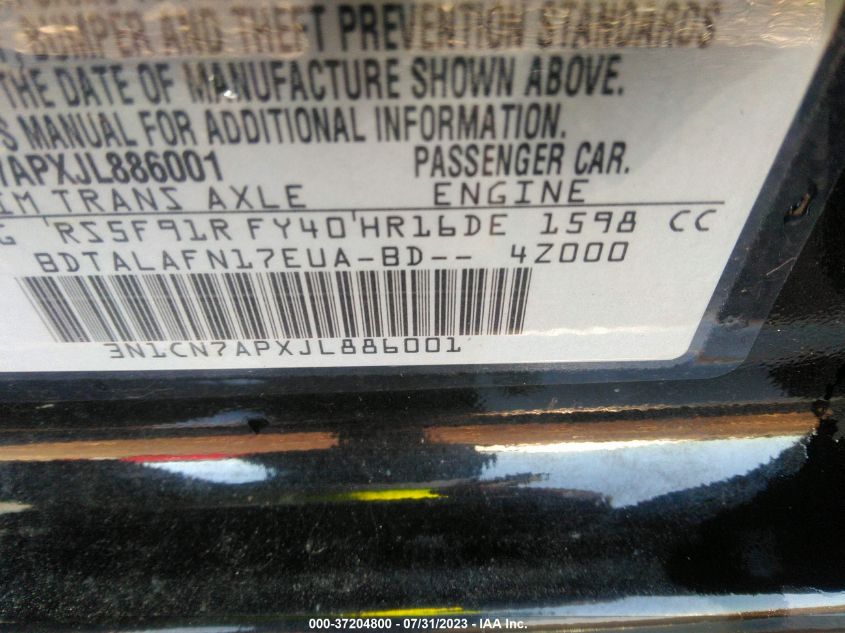 BUMPER AND THEFT PREVENTION STANDARDS
THE DATE OF MANUFACTURE SHOWN ABOVE.
S MANUAL FOR ADDITIONAL INFORMATION.
APXJL886001 PASSENGER CAR.
IM TRANS AXLE ENGINE
G RS5F91R FY40 HR16DE 1598 CC
BDTALAFN17EUA-BD-- 4Z000
3N1CN7APXJL886001
000-37204800 - 07/31/2023 - IAA Inc.